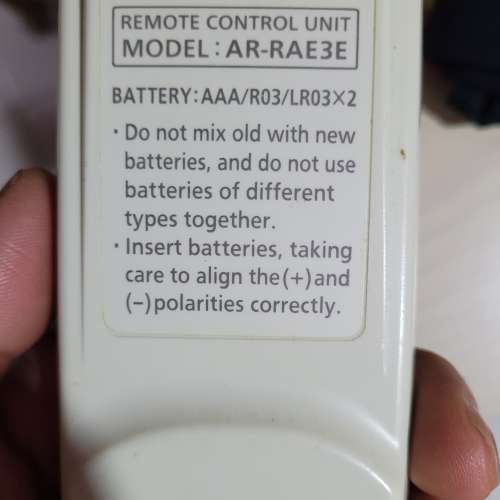 REMOTE CONTROL UNIT
MODEL: AR-RAE3E
BATTERY:AAA/R03/LR03×2
・Do not mix old with new
batteries, and do not use
batteries of different
types together.
・Insert batteries, taking
care to align the(+)and
(−)polarities correctly.